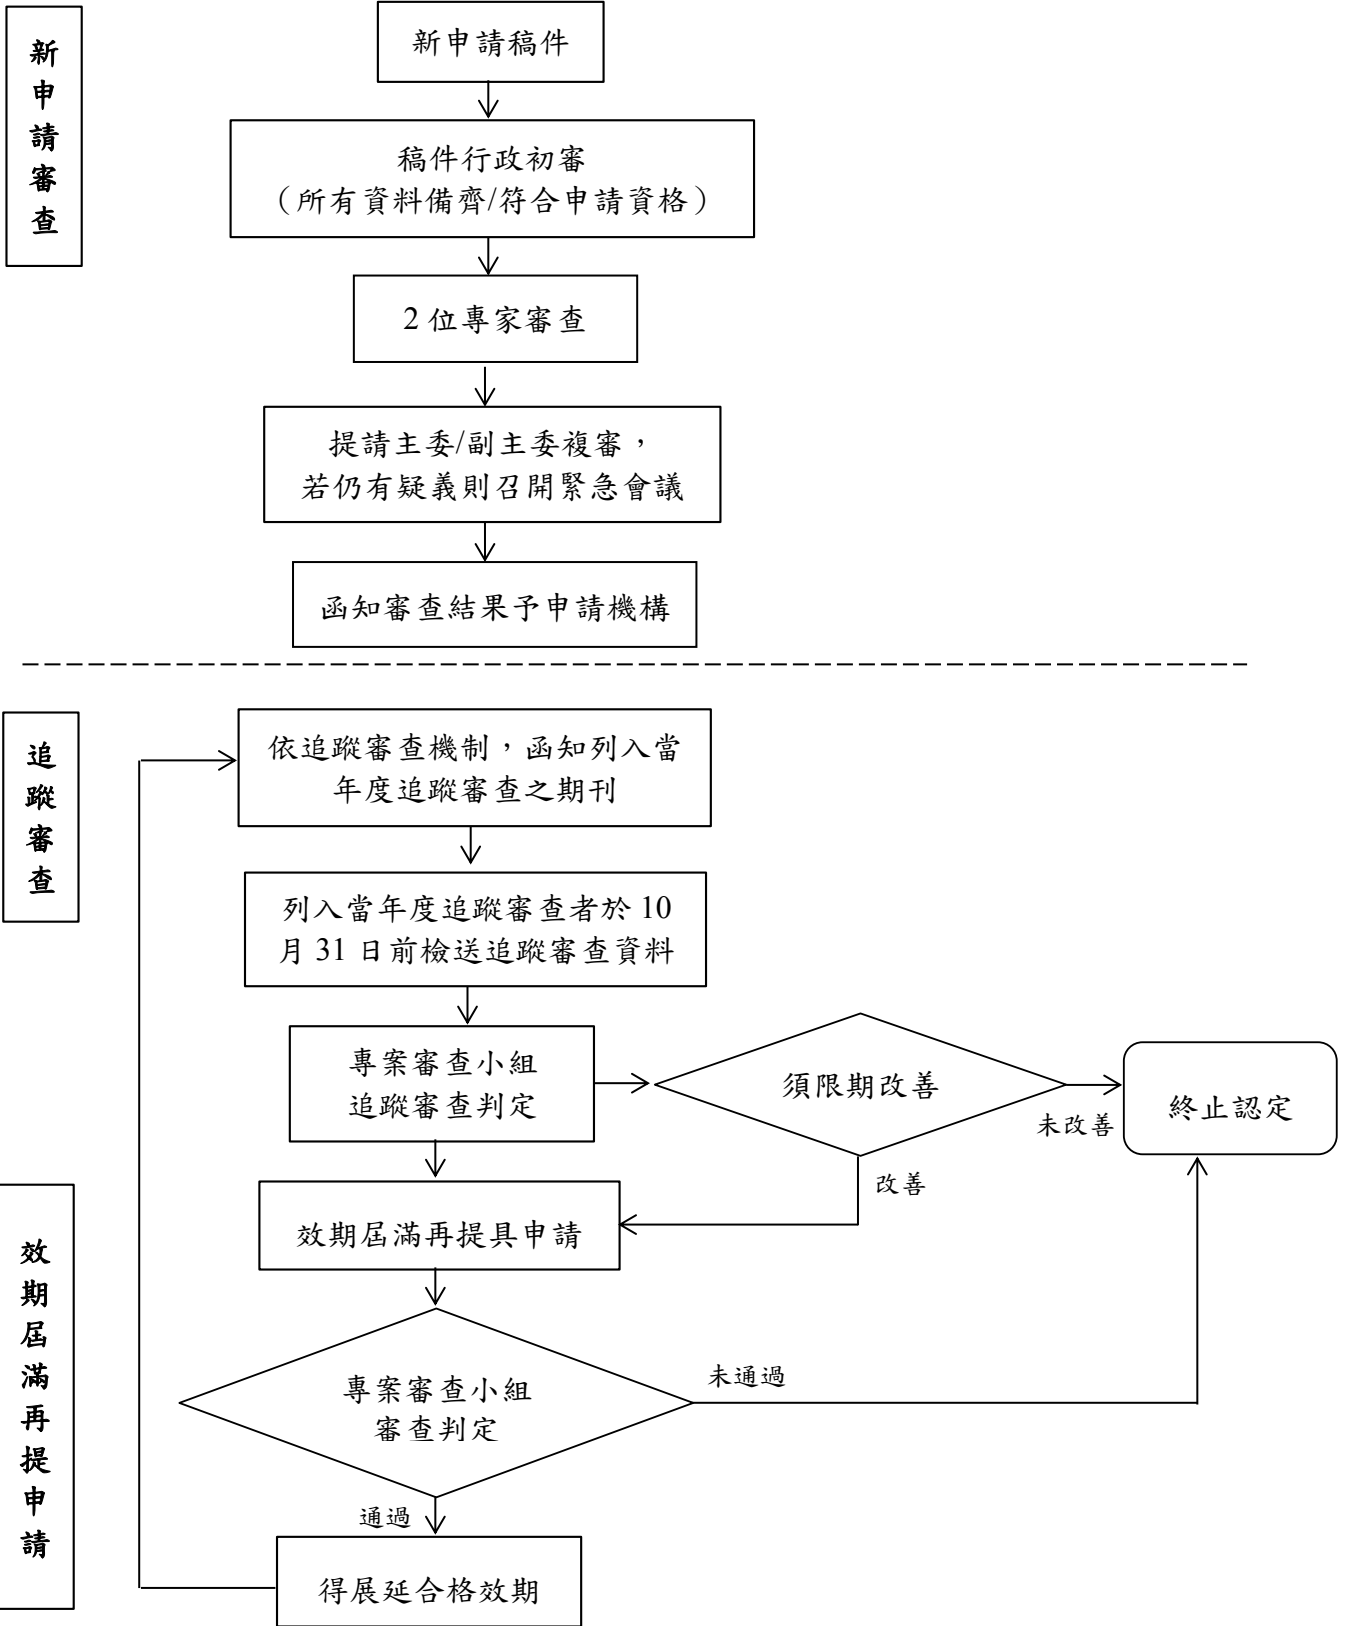 新申請審查
新申請稿件
稿件行政初審
（所有資料備齊/符合申請資格）
2 位專家審查
提請主委/副主委複審，
若仍有疑義則召開緊急會議
函知審查結果予申請機構
追蹤審查
依追蹤審查機制，函知列入當
年度追蹤審查之期刊
列入當年度追蹤審查者於 10
月 31 日前檢送追蹤審查資料
專案審查小組
追蹤審查判定
須限期改善
未改善
終止認定
改善
效期屆滿再提申請
效期屆滿再提具申請
專案審查小組
審查判定
未通過
通過
得展延合格效期